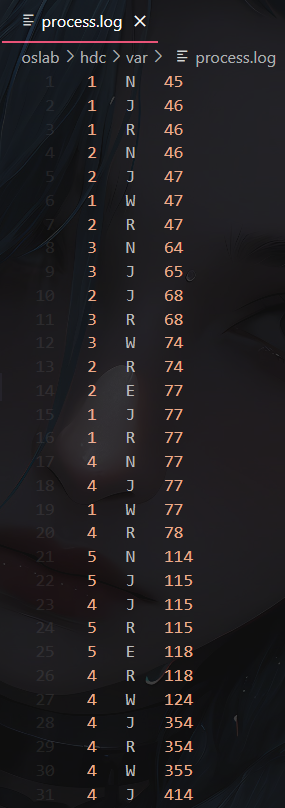 process.log
oslab > hdc > var > process.log
1 1 N 45
2 1 J 46
3 1 R 46
4 2 N 46
5 2 J 47
6 1 W 47
7 2 R 47
8 3 N 64
9 3 J 65
10 2 J 68
11 3 R 68
12 3 W 74
13 2 R 74
14 2 E 77
15 1 J 77
16 1 R 77
17 4 N 77
18 4 J 77
19 1 W 77
20 4 R 78
21 5 N 114
22 5 J 115
23 4 J 115
24 5 R 115
25 5 E 118
26 4 R 118
27 4 W 124
28 4 J 354
29 4 R 354
30 4 W 355
31 4 J 414